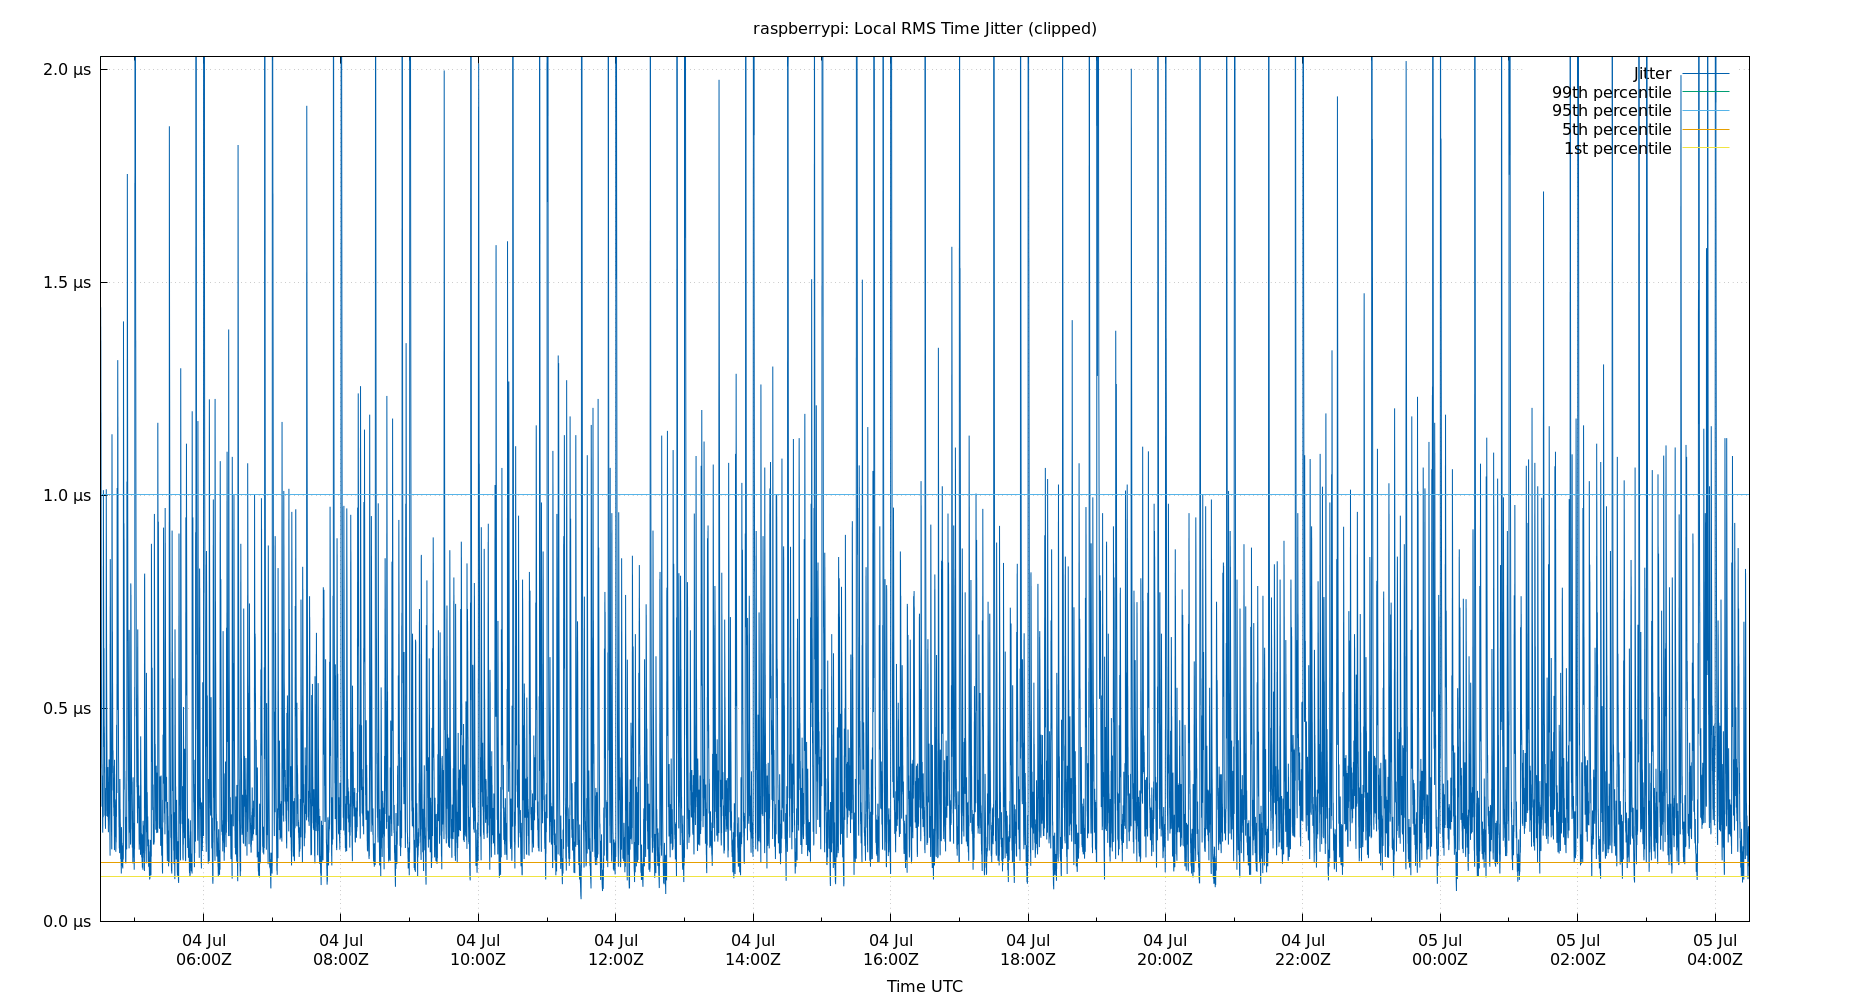 raspberrypi: Local RMS Time Jitter (clipped)
2.0 µs
1.5 µs
1.0 µs
0.5 µs
0.0 µs
Jitter
99th percentile
95th percentile
5th percentile
1st percentile
04 Jul 04 Jul 04 Jul 04 Jul 04 Jul 04 Jul 04 Jul 04 Jul 04 Jul 05 Jul 05 Jul 05 Jul
06:00Z 08:00Z 10:00Z 12:00Z 14:00Z 16:00Z 18:00Z 20:00Z 22:00Z 00:00Z 02:00Z 04:00Z
Time UTC